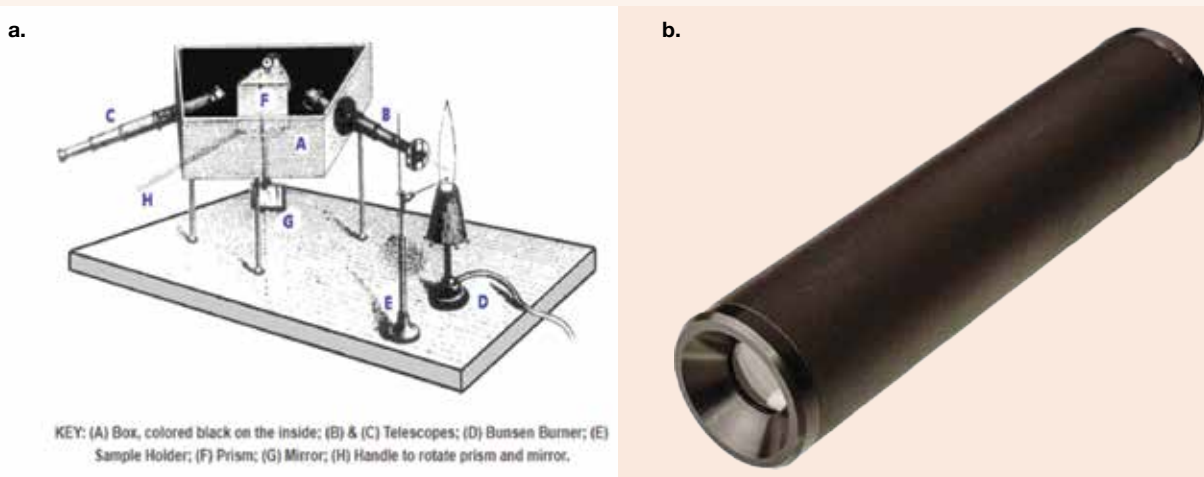 a.
b.
C
F
B
A
H
G
E
D
KEY: (A) Box, colored black on the inside; (B) & (C) Telescopes; (D) Bunsen Burner; (E)
Sample Holder; (F) Prism; (G) Mirror; (H) Handle to rotate prism and mirror.